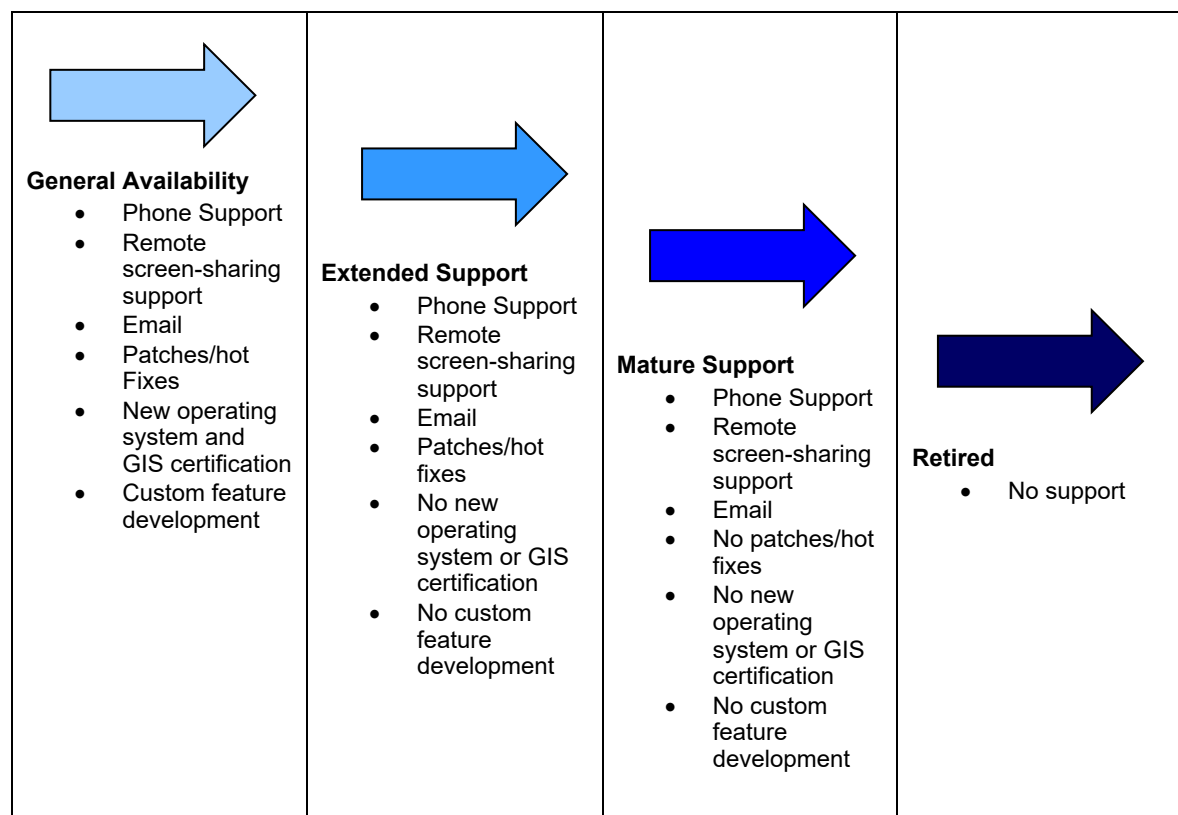 General Availability
• Phone Support
• Remote
screen-sharing
support
• Email
• Patches/hot
Fixes
• New operating
system and
GIS certification
• Custom feature
development
Extended Support
• Phone Support
• Remote
screen-sharing
support
• Email
• Patches/hot
fixes
• No new
operating
system or GIS
certification
• No custom
feature
development
Mature Support
• Phone Support
• Remote
screen-sharing
support
• Email
• No patches/hot
fixes
• No new
operating
system or GIS
certification
• No custom
feature
development
Retired
• No support